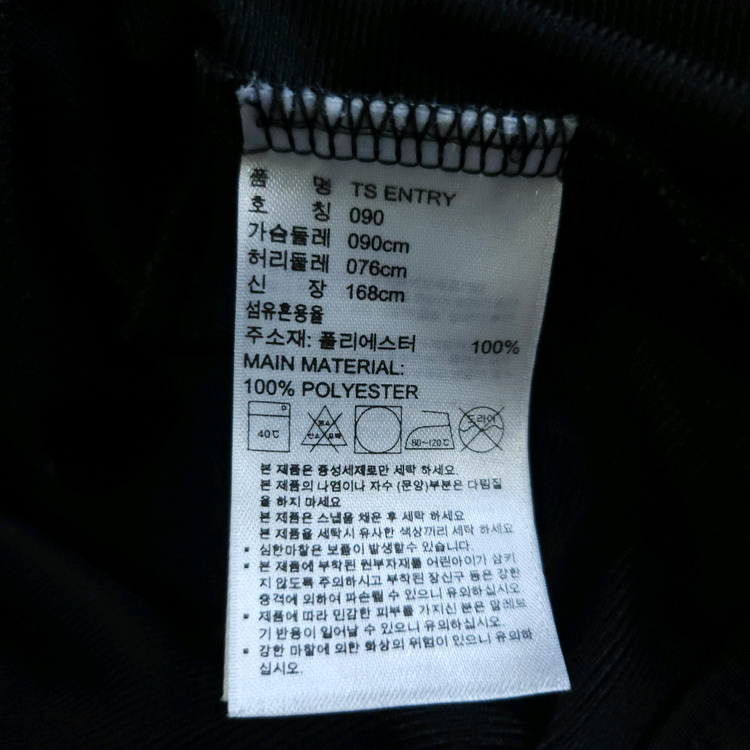 품 명 TS ENTRY
호 칭 090
가슴둘레 090cm
허리둘레 076cm
신 장 168cm
섬유혼용율
주소재: 폴리에스터 100%
MAIN MATERIAL:
100% POLYESTER
40℃ 염소 산소 표백 80~120℃ 드라이
본 제품은 중성세제로만 세탁 하세요.
본 제품의 나염이나 자수 (문양)부분은 다림질
을 하지 마세요
본 제품은 스냅을 채운 후 세탁 하세요
본 제품을 세탁시 유사한 색상끼리 세탁 하세요
• 심한마찰은 보풀이 발생할수 있습니다.
• 본 제품에 부착된 원부자재를 어린아이가 삼키
지 않도록 주의하시고 부착된 장신구 등은 강한
충격에 의하여 파손될 수 있으니 유의하십시오
• 제품에 따라 민감한 피부를 가지신 분은 알레르
기 반응이 일어날 수 있으니 유의하십시오.
• 강한 마찰에 의한 화상의 위험이 있으니 유의하
십시오.